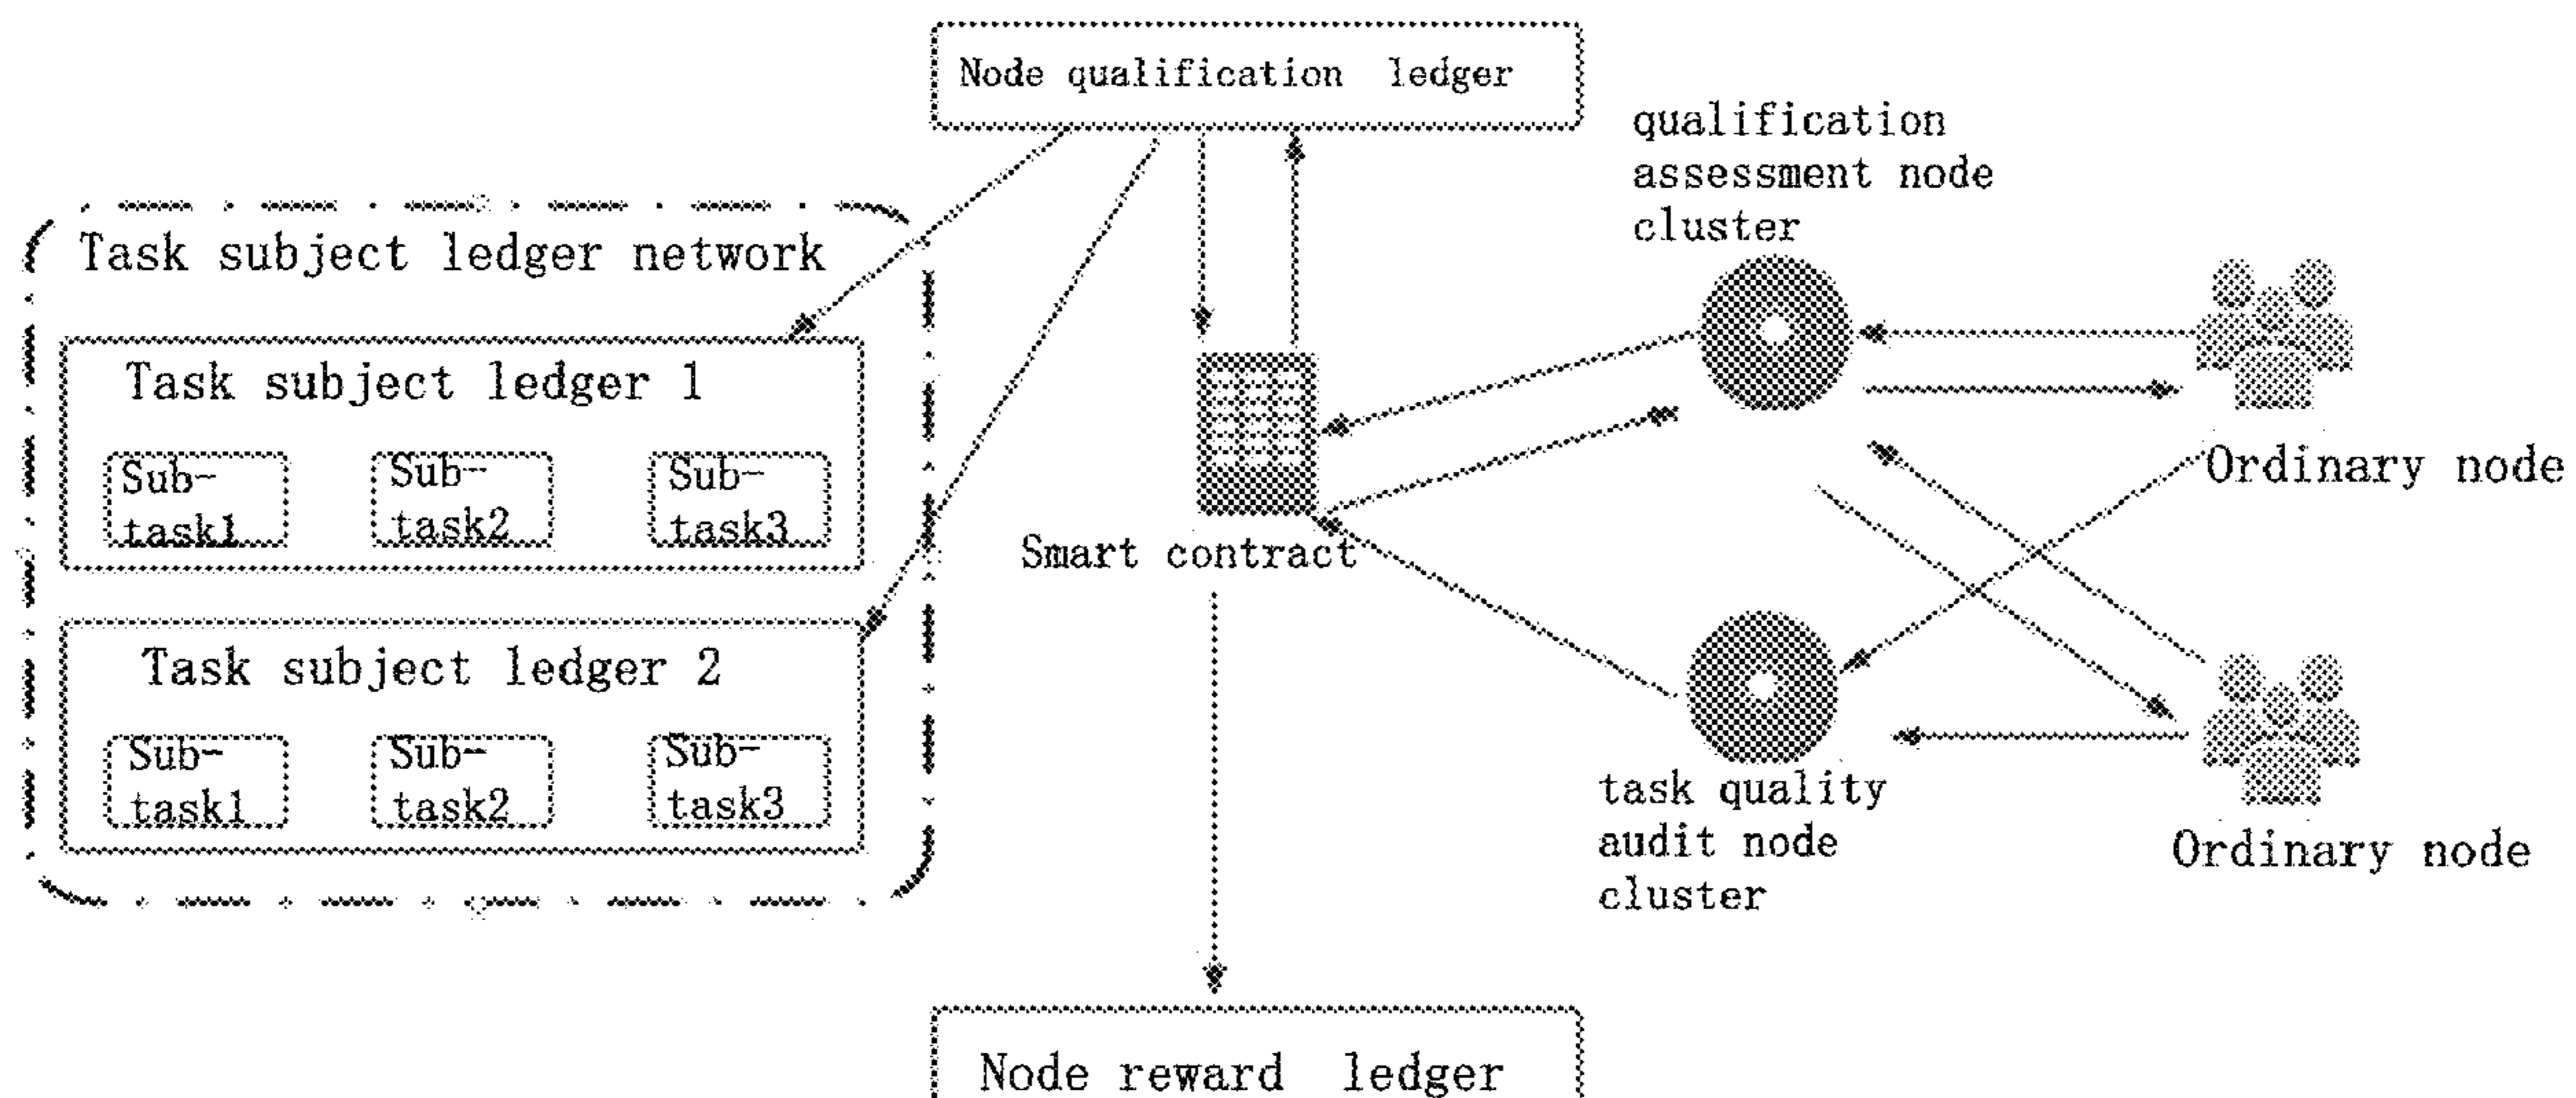 Node qualification ledger
qualification
assessment node
cluster
Task subject ledger network
Task subject ledger 1
Sub-
task1
Sub-
task2
Sub-
task3
Ordinary node
Smart contract
Task subject ledger 2
Sub-
task1
Sub-
task2
Sub-
task3
task quality
audit node
cluster
Ordinary node
Node reward ledger